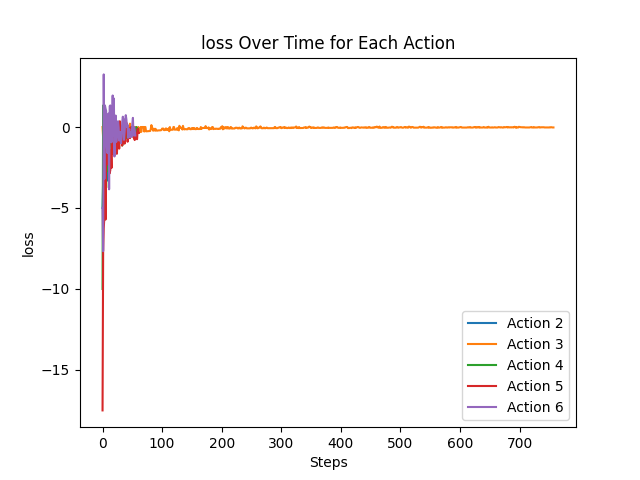 loss Over Time for Each Action
loss
0
−5
−10
−15
0 100 200 300 400 500 600 700
Steps
Action 2
Action 3
Action 4
Action 5
Action 6